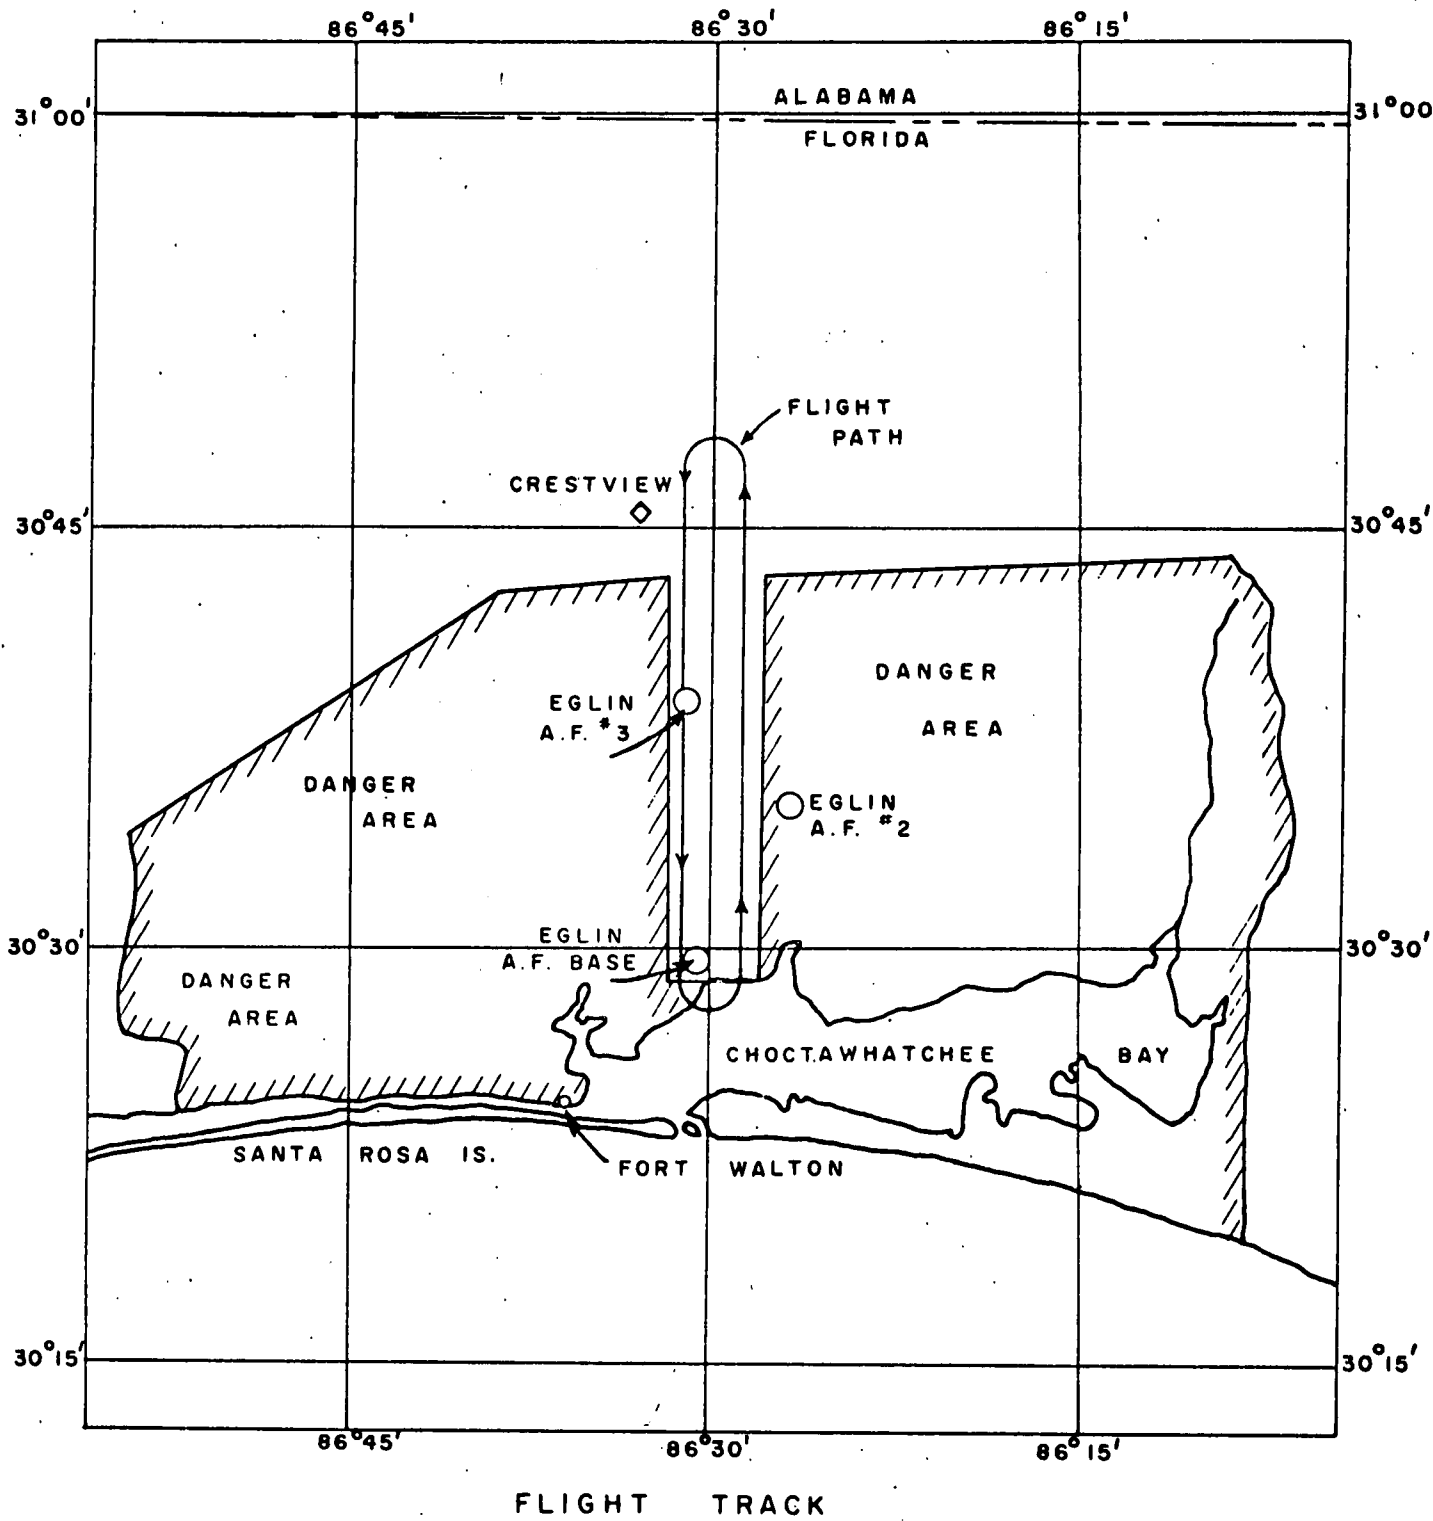 86°45' 86°30' 86°15'
ALABAMA
31°00' 31°00
FLORIDA
FLIGHT
PATH
CRESTVIEW
30°45' 30°45'
DANGER
AREA
EGLIN
A.F. #3
DANGER
AREA
EGLIN
A.F. #2
EGLIN
A.F. BASE
30°30' 30°30'
DANGER
AREA
CHOCTAWHATCHEE BAY
SANTA ROSA IS.
FORT WALTON
30°15' 30°15'
86°45' 86°30' 86°15'
FLIGHT TRACK